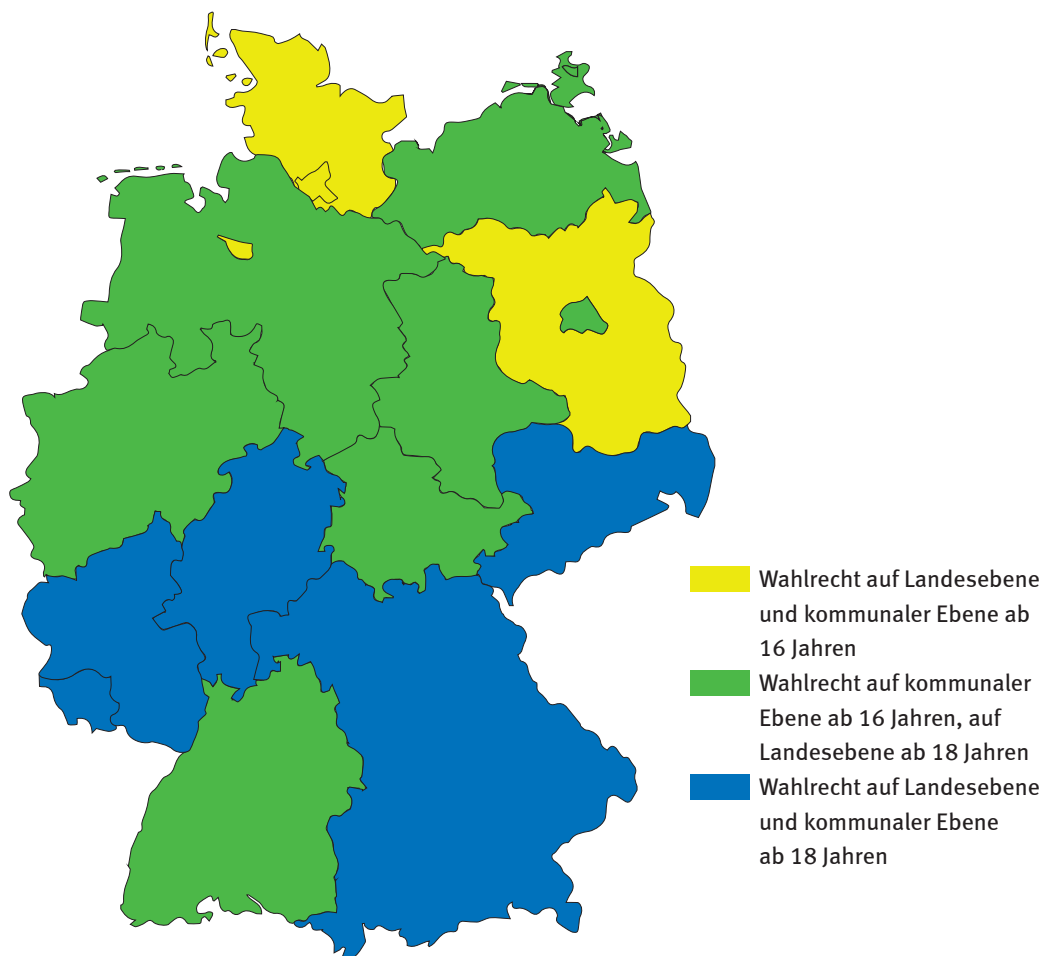 Wahlrecht auf Landesebene
und kommunaler Ebene ab
16 Jahren
Wahlrecht auf kommunaler
Ebene ab 16 Jahren, auf
Landesebene ab 18 Jahren
Wahlrecht auf Landesebene
und kommunaler Ebene
ab 18 Jahren